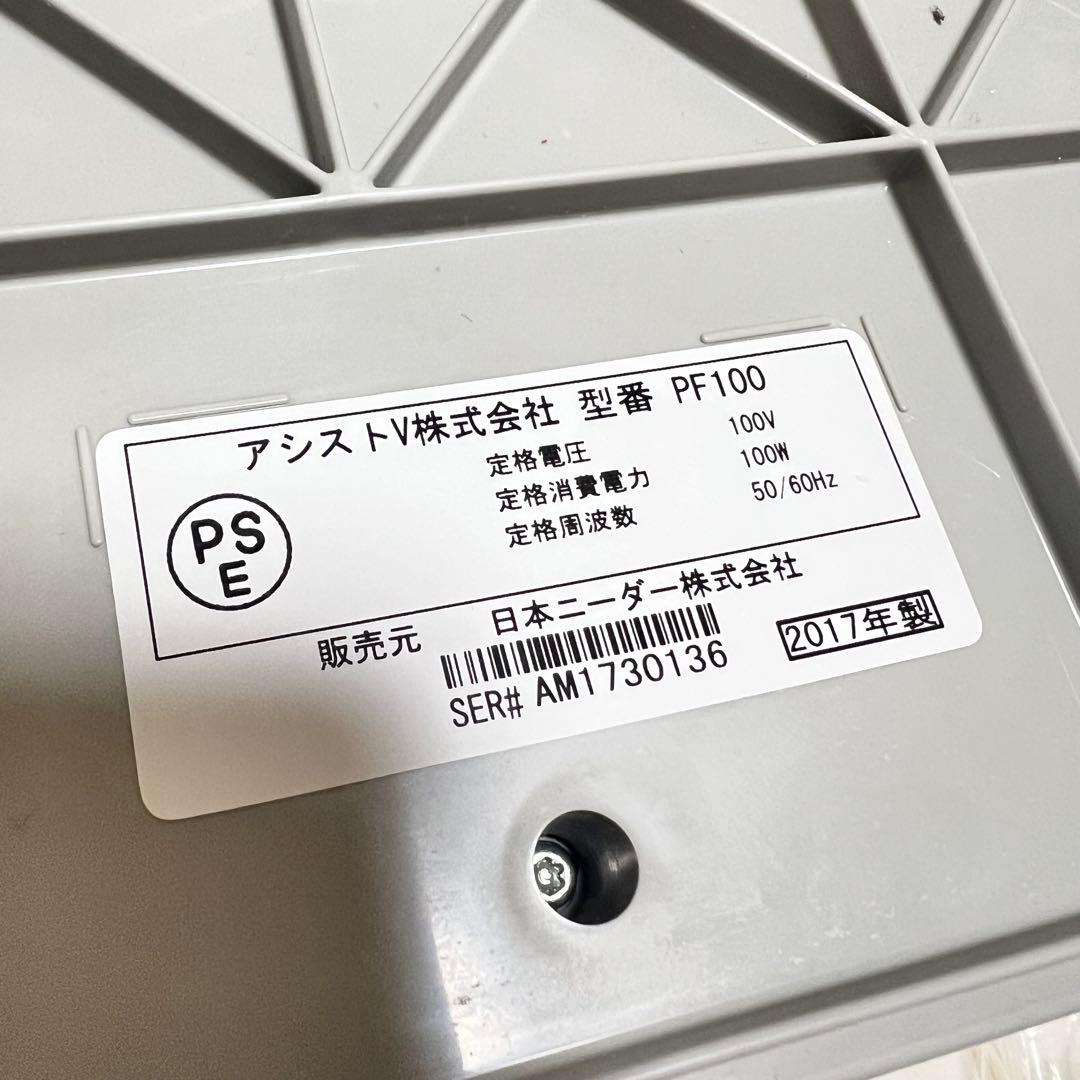 アシストV株式会社 型番 PF100
定格電圧 100V
定格消費電力 100W
定格周波数 50/60Hz
PS
E
販売元 日本ニーダー株式会社
SER# AM1730136
2017年製